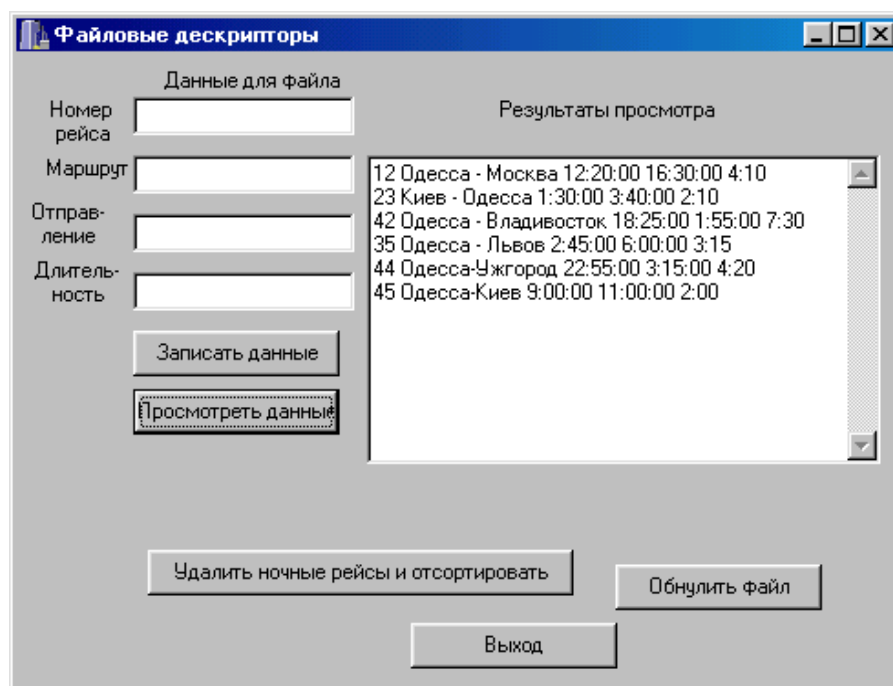 Файловые дескрипторы
Данные для файла
Номер
рейса
Маршрут
Отправ-
ление
Длитель-
ность
Записать данные
Просмотреть данные
Результаты просмотра
12 Одесса - Москва 12:20:00 16:30:00 4:10
23 Киев - Одесса 1:30:00 3:40:00 2:10
42 Одесса - Владивосток 18:25:00 1:55:00 7:30
35 Одесса - Львов 2:45:00 6:00:00 3:15
44 Одесса-Ужгород 22:55:00 3:15:00 4:20
45 Одесса-Киев 9:00:00 11:00:00 2:00
Удалить ночные рейсы и отсортировать
Обнулить файл
Выход